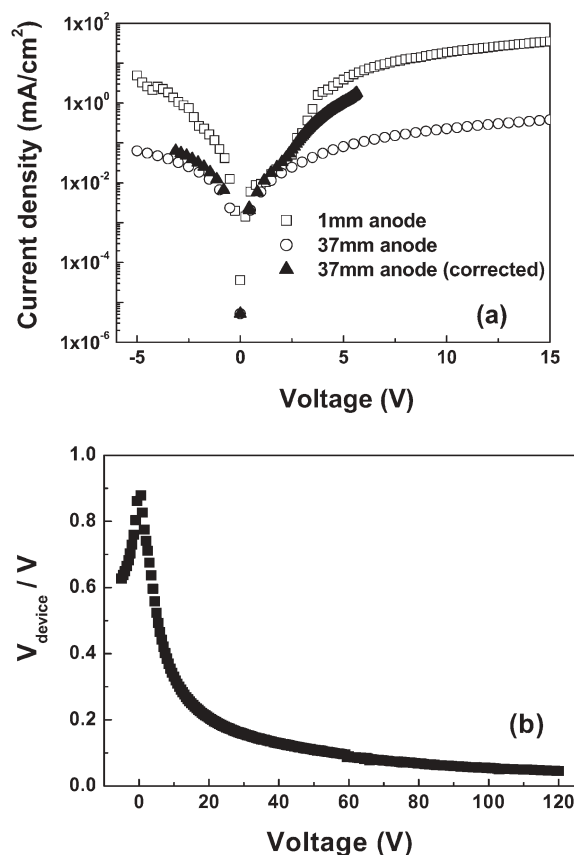 1x10²
1x10⁰
1x10⁻²
1x10⁻⁴
1x10⁻⁶
Current density (mA/cm²)
1mm anode
37mm anode
37mm anode (corrected)
(a)
-5 0 5 10 15
Voltage (V)
1.0
0.8
0.6
0.4
0.2
0.0
V_device / V
(b)
0 20 40 60 80 100 120
Voltage (V)